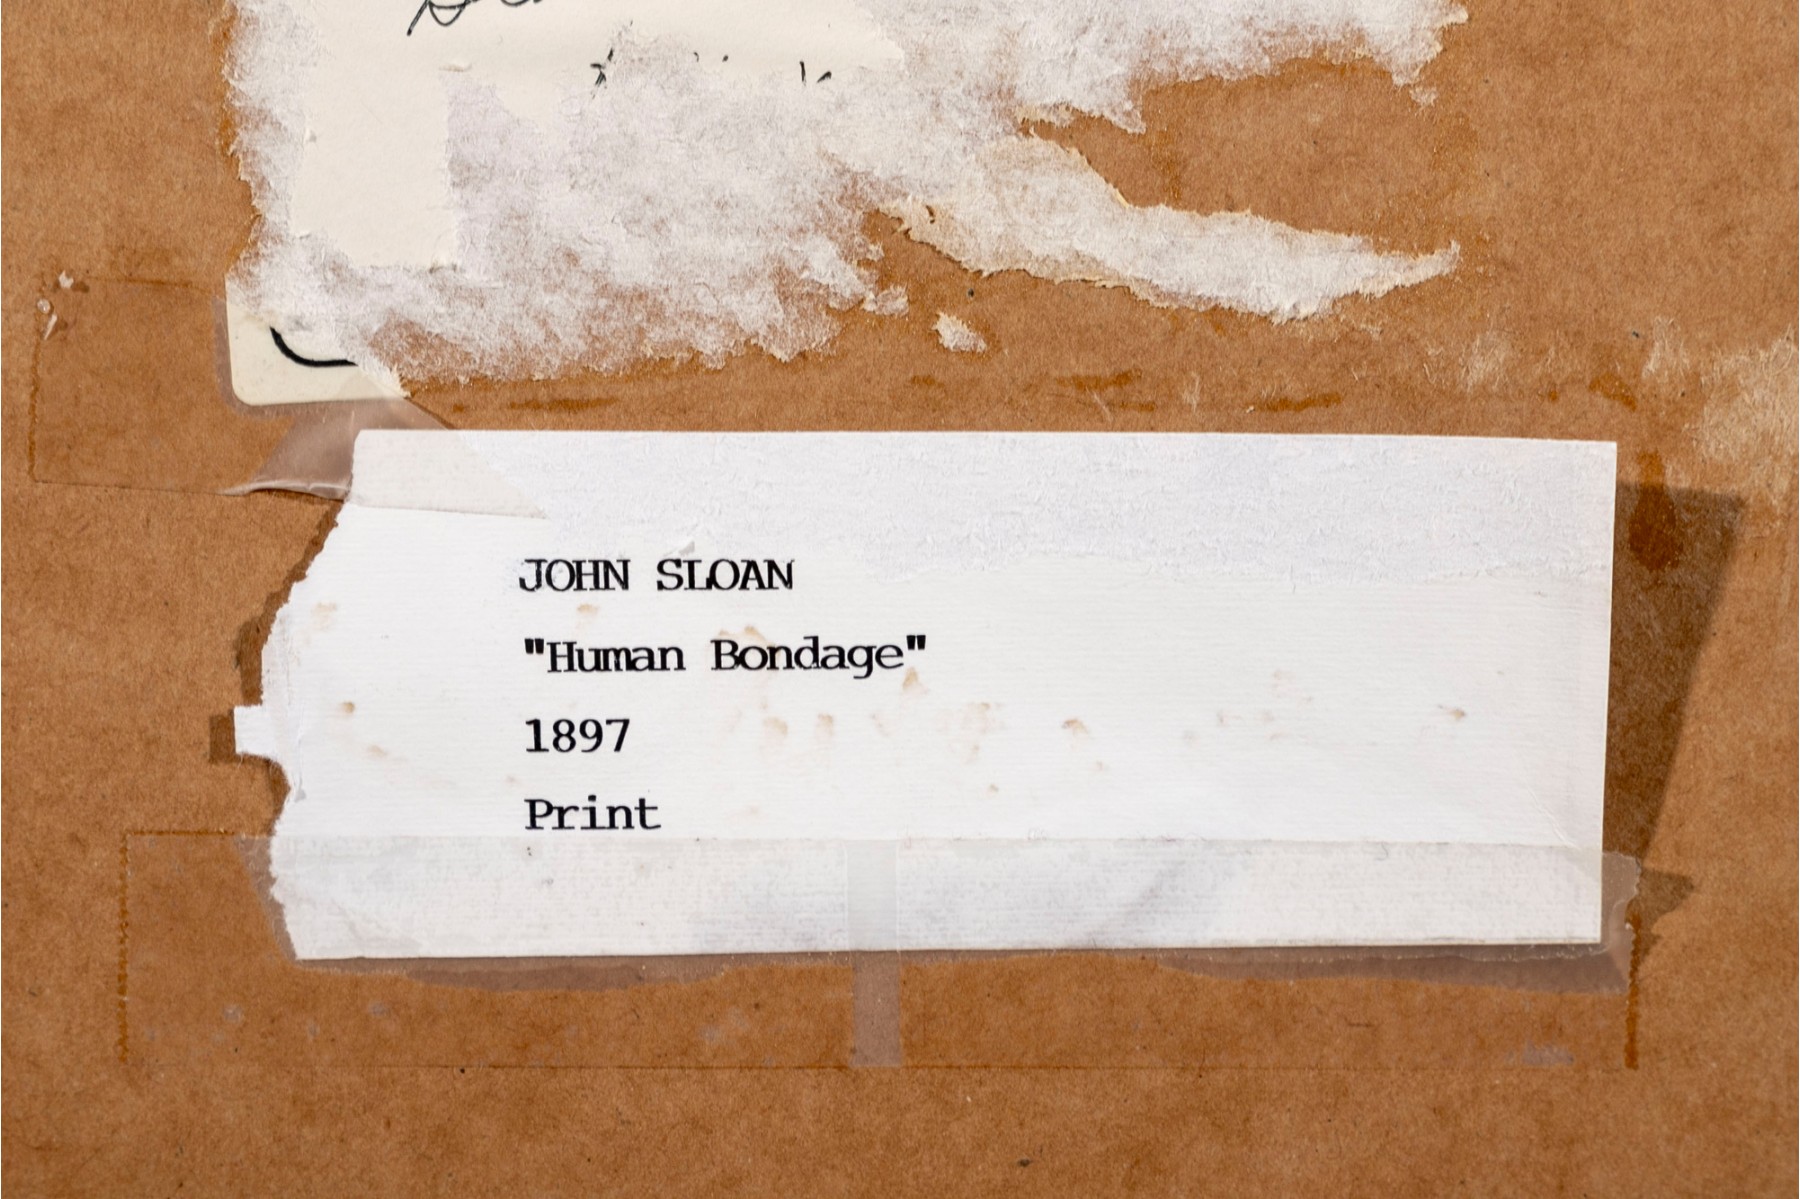 JOHN SLOAN
"Human Bondage"
1897
Print